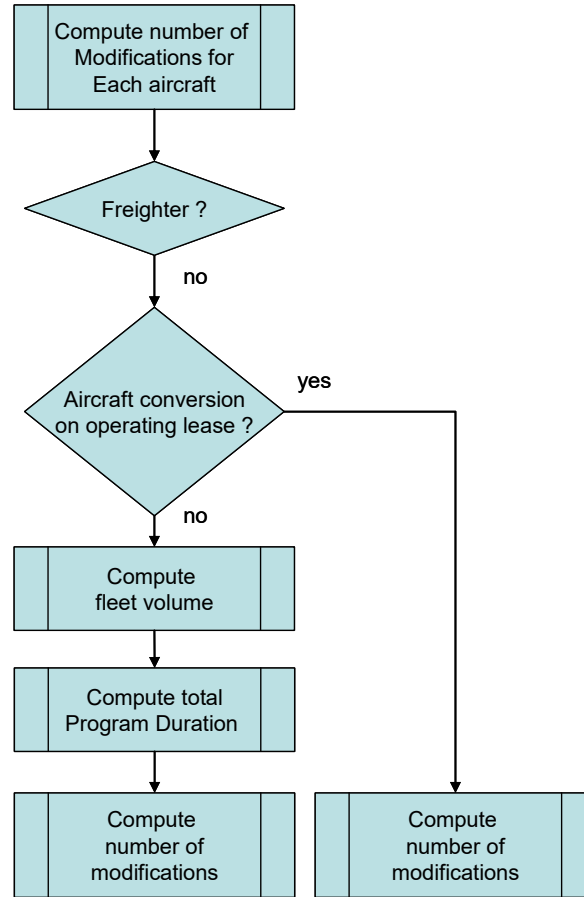 Compute number of
Modifications for
Each aircraft
Freighter ?
no
Aircraft conversion
on operating lease ?
yes
no
Compute
fleet volume
Compute total
Program Duration
Compute
number of
modifications
Compute
number of
modifications